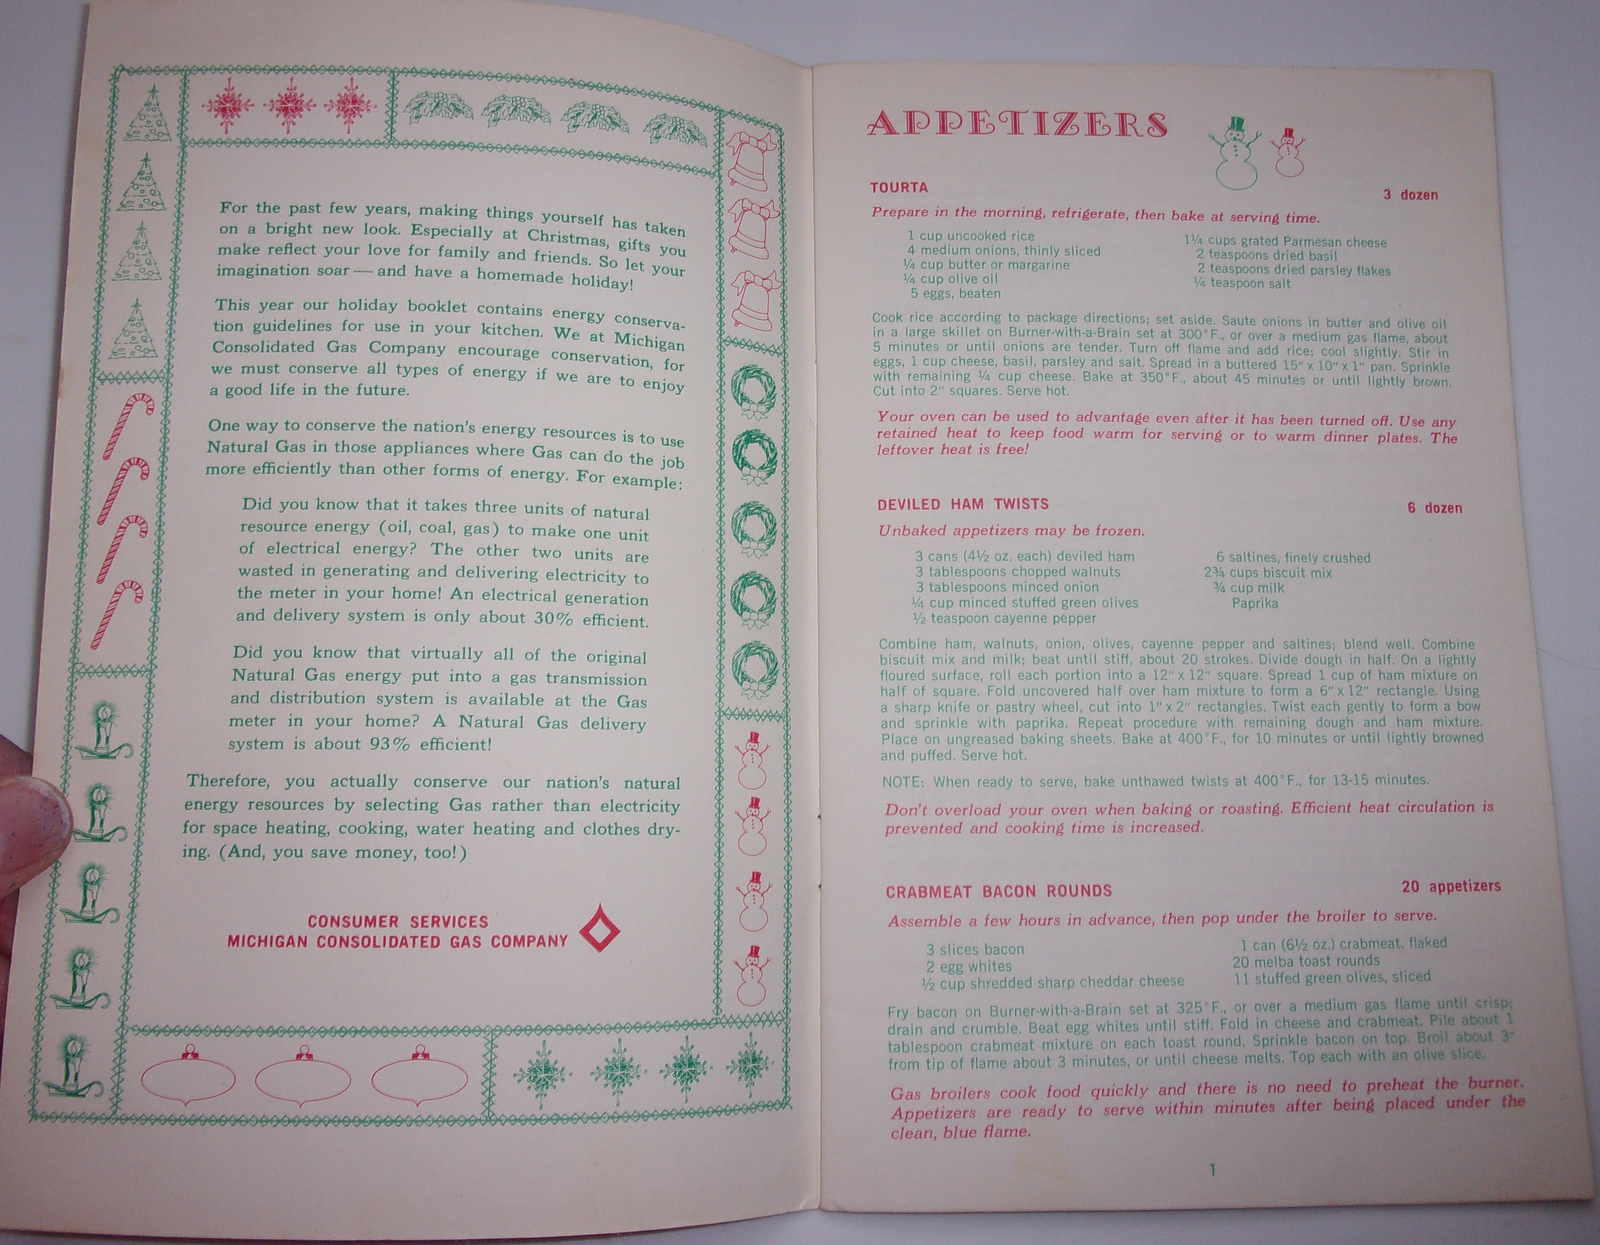 For the past few years, making things yourself has taken
on a bright new look. Especially at Christmas, gifts you
make reflect your love for family and friends. So let your
imagination soar — and have a homemade holiday!
This year our holiday booklet contains energy conserva-
tion guidelines for use in your kitchen. We at Michigan
Consolidated Gas Company encourage conservation, for
we must conserve all types of energy if we are to enjoy
a good life in the future.
One way to conserve the nation's energy resources is to use
Natural Gas in those appliances where Gas can do the job
more efficiently than other forms of energy. For example:
Did you know that it takes three units of natural
resource energy (oil, coal, gas) to make one unit
of electrical energy? The other two units are
wasted in generating and delivering electricity to
the meter in your home! An electrical generation
and delivery system is only about 30% efficient.
Did you know that virtually all of the original
Natural Gas energy put into a gas transmission
and distribution system is available at the Gas
meter in your home? A Natural Gas delivery
system is about 93% efficient!
Therefore, you actually conserve our nation's natural
energy resources by selecting Gas rather than electricity
for space heating, cooking, water heating and clothes dry-
ing. (And, you save money, too!)
CONSUMER SERVICES
MICHIGAN CONSOLIDATED GAS COMPANY
APPETIZERS
TOURTA 3 dozen
Prepare in the morning, refrigerate, then bake at serving time.
1 cup uncooked rice
4 medium onions, thinly sliced
¼ cup butter or margarine
¼ cup olive oil
5 eggs, beaten
1¼ cups grated Parmesan cheese
2 teaspoons dried basil
2 teaspoons dried parsley flakes
¼ teaspoon salt
Cook rice according to package directions; set aside. Saute onions in butter and olive oil
in a large skillet on Burner-with-a-Brain set at 300°F., or over a medium gas flame, about
5 minutes or until onions are tender. Turn off flame and add rice; cool slightly. Stir in
eggs, 1 cup cheese, basil, parsley and salt. Spread in a buttered 15" x 10" x 1" pan. Sprinkle
with remaining ¼ cup cheese. Bake at 350°F., about 45 minutes or until lightly brown.
Cut into 2" squares. Serve hot.
Your oven can be used to advantage even after it has been turned off. Use any
retained heat to keep food warm for serving or to warm dinner plates. The
leftover heat is free!
DEVILED HAM TWISTS 6 dozen
Unbaked appetizers may be frozen.
3 cans (4½ oz. each) deviled ham
3 tablespoons chopped walnuts
3 tablespoons minced onion
¼ cup minced stuffed green olives
½ teaspoon cayenne pepper
6 saltines, finely crushed
2¾ cups biscuit mix
¾ cup milk
Paprika
Combine ham, walnuts, onion, olives, cayenne pepper and saltines; blend well. Combine
biscuit mix and milk; beat until stiff, about 20 strokes. Divide dough in half. On a lightly
floured surface, roll each portion into a 12" x 12" square. Spread 1 cup of ham mixture on
half of square. Fold uncovered half over ham mixture to form a 6" x 12" rectangle. Using
a sharp knife or pastry wheel, cut into 1" x 2" rectangles. Twist each gently to form a bow
and sprinkle with paprika. Repeat procedure with remaining dough and ham mixture.
Place on ungreased baking sheets. Bake at 400°F., for 10 minutes or until lightly browned
and puffed. Serve hot.
NOTE: When ready to serve, bake unthawed twists at 400°F., for 13-15 minutes.
Don't overload your oven when baking or roasting. Efficient heat circulation is
prevented and cooking time is increased.
CRABMEAT BACON ROUNDS 20 appetizers
Assemble a few hours in advance, then pop under the broiler to serve.
3 slices bacon
2 egg whites
½ cup shredded sharp cheddar cheese
1 can (6½ oz.) crabmeat, flaked
20 melba toast rounds
11 stuffed green olives, sliced
Fry bacon on Burner-with-a-Brain set at 325°F., or over a medium gas flame until crisp;
drain and crumble. Beat egg whites until stiff. Fold in cheese and crabmeat. Pile about 1
tablespoon crabmeat mixture on each toast round. Sprinkle bacon on top. Broil about 3"
from tip of flame about 3 minutes, or until cheese melts. Top each with an olive slice.
Gas broilers cook food quickly and there is no need to preheat the burner.
Appetizers are ready to serve within minutes after being placed under the
clean, blue flame.
1